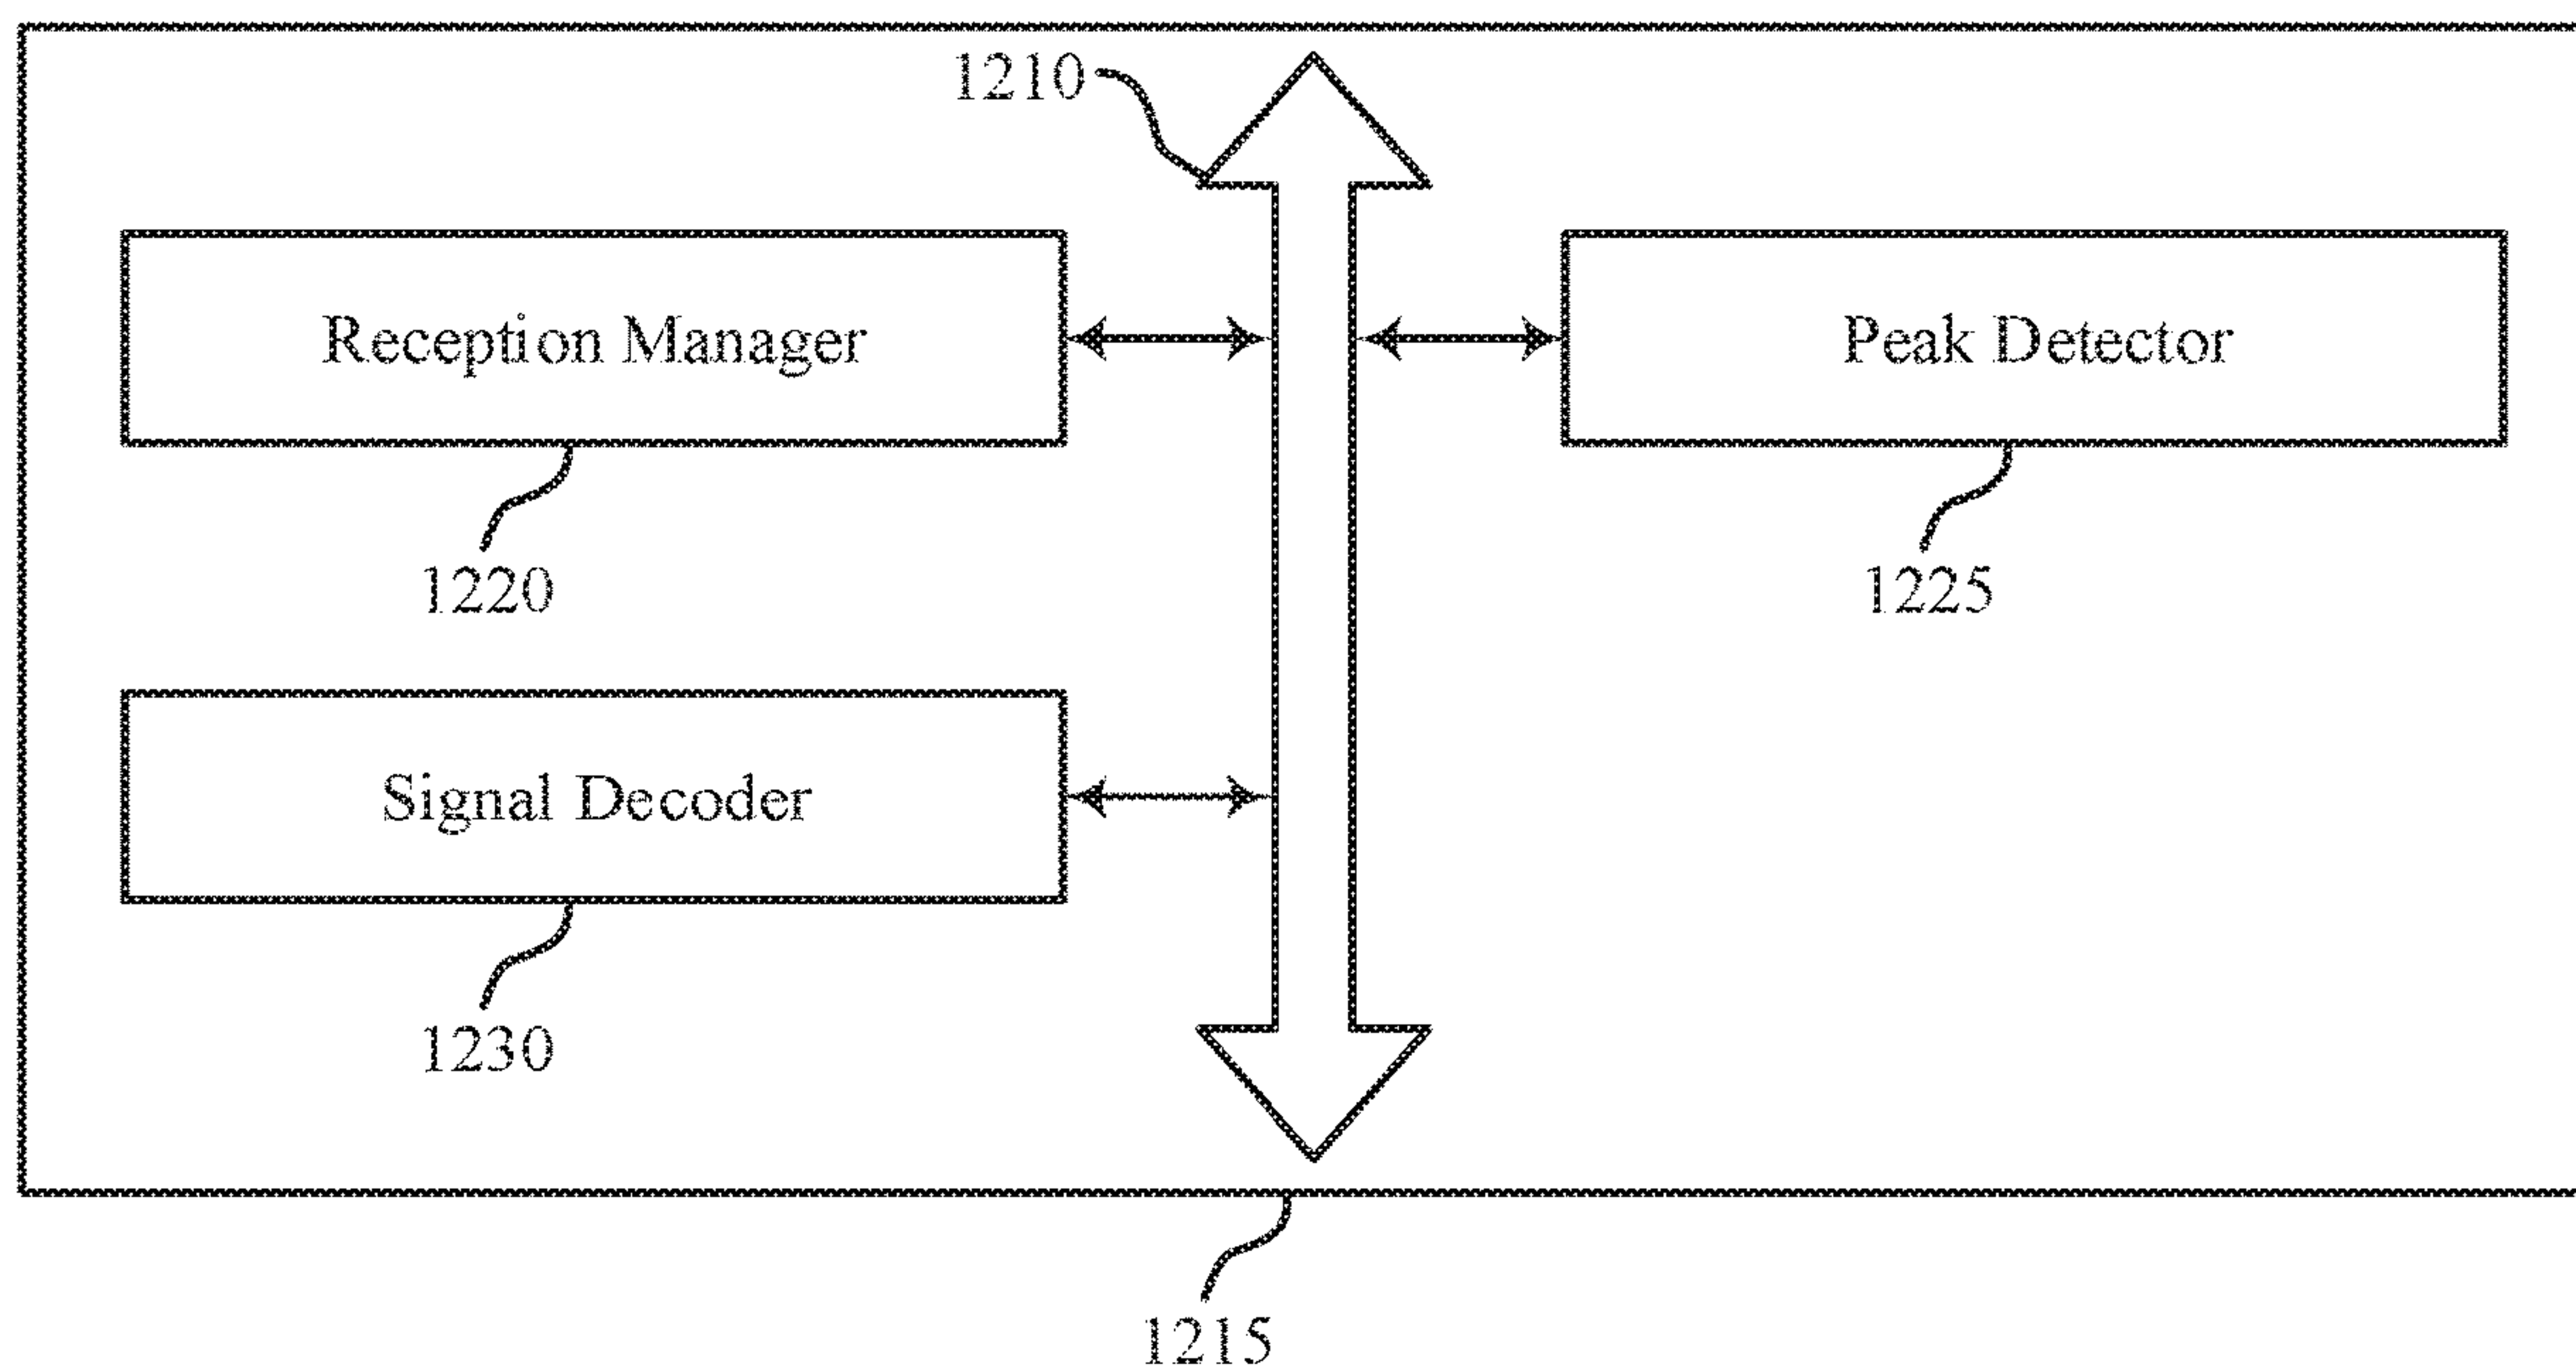 1210
Reception Manager
Peak Detector
1220
1225
Signal Decoder
1230
1215